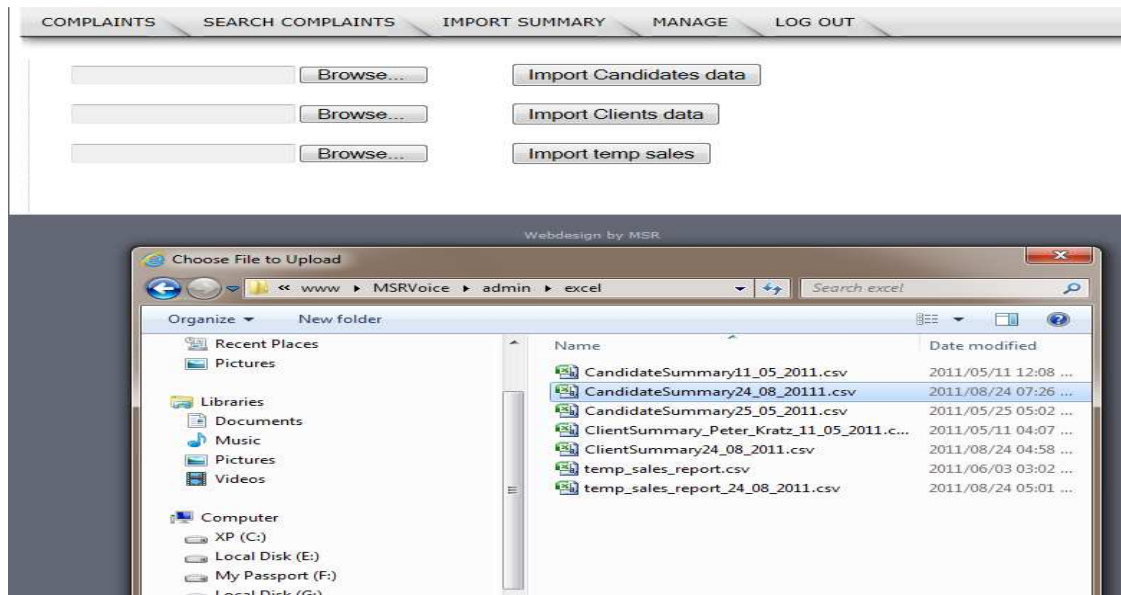 COMPLAINTS SEARCH COMPLAINTS IMPORT SUMMARY MANAGE LOG OUT
Browse... Import Candidates data
Browse... Import Clients data
Browse... Import temp sales
Webdesign by MSR
Choose File to Upload
« www MSRVoice admin excel Search excel
Organize New folder
Name Date modified
Recent Places
Pictures
Libraries
Documents
Music
Pictures
Videos
Computer
XP (C:)
Local Disk (E:)
My Passport (F:)
Local Disk (G:)
CandidateSummary11_05_2011.csv 2011/05/11 12:08 ...
CandidateSummary24_08_20111.csv 2011/08/24 07:26 ...
CandidateSummary25_05_2011.csv 2011/05/25 05:02 ...
ClientSummary_Peter_Kratz_11_05_2011.c... 2011/05/11 04:07 ...
ClientSummary24_08_2011.csv 2011/08/24 04:58 ...
temp_sales_report.csv 2011/06/03 03:02 ...
temp_sales_report_24_08_2011.csv 2011/08/24 05:01 ...